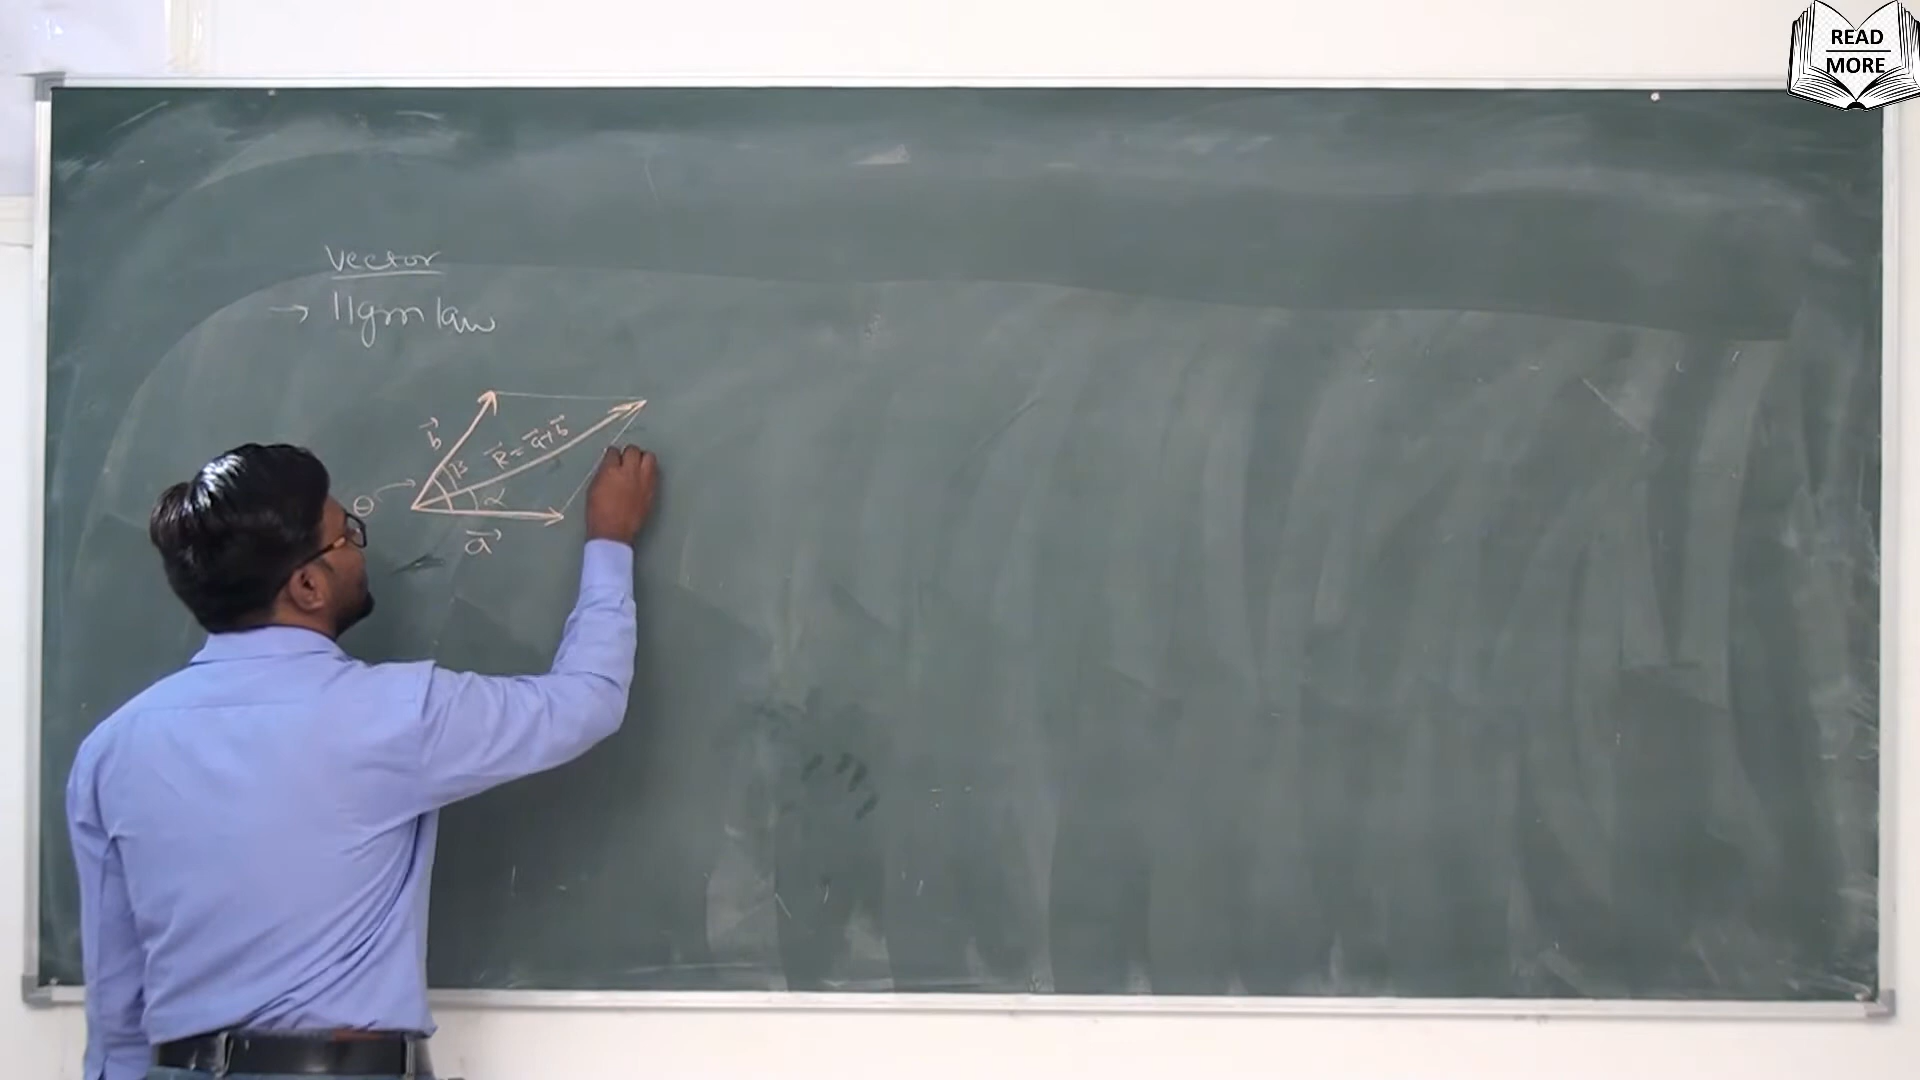 READ
MORE
Vector
→ ||gm law
b⃗
R⃗ = a⃗+b⃗
β
θ
α
a⃗